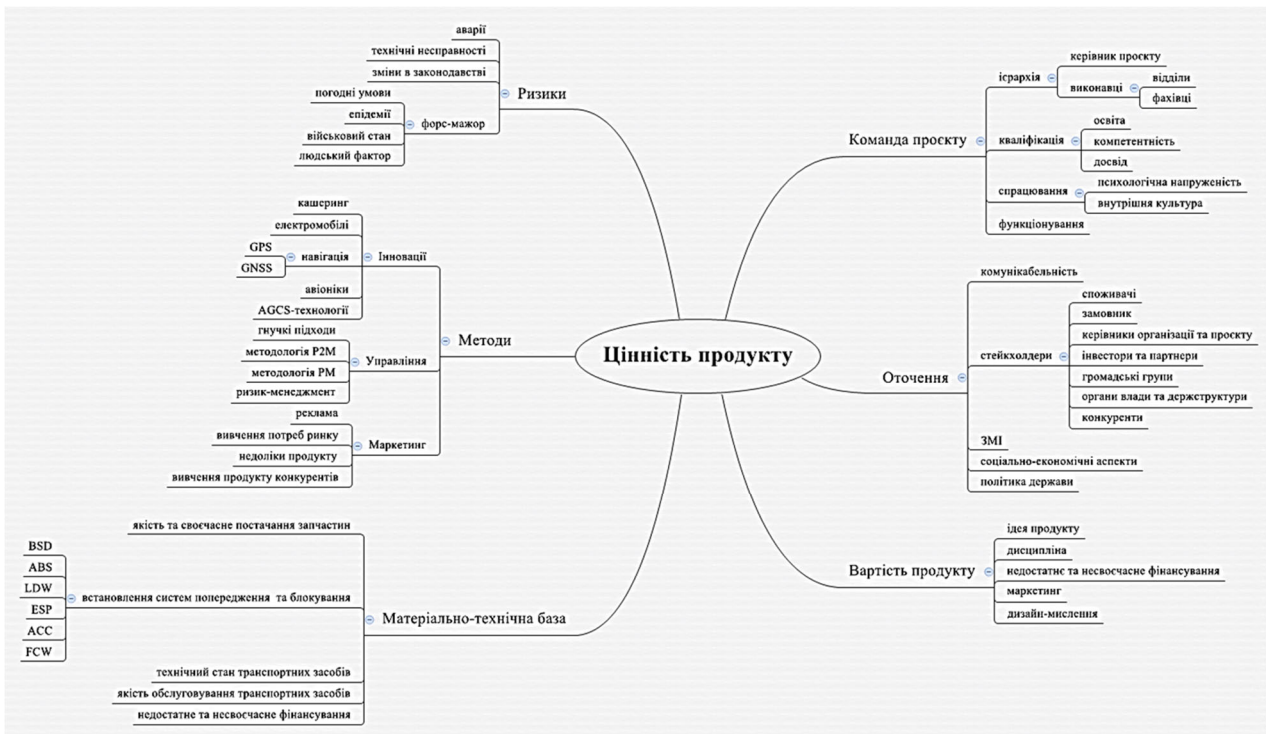 Цінність продукту
Ризики
аварії
технічні несправності
зміни в законодавстві
форс-мажор
погодні умови
епідемії
військовий стан
людський фактор
Методи
Інновації
кашеринг
електромобілі
навігація
GPS
GNSS
авіоніки
AGCS-технології
Управління
гнучкі підходи
методологія P2M
методологія PM
ризик-менеджмент
Маркетинг
реклама
вивчення потреб ринку
недоліки продукту
вивчення продукту конкурентів
Матеріально-технічна база
якість та своєчасне постачання запчастин
встановлення систем попередження та блокування
BSD
ABS
LDW
ESP
ACC
FCW
технічний стан транспортних засобів
якість обслуговування транспортних засобів
недостатнє та несвоєчасне фінансування
Команда проєкту
ієрархія
керівник проєкту
виконавці
відділи
фахівці
кваліфікація
освіта
компетентність
досвід
спрацювання
психологічна напруженість
внутрішня культура
функціонування
Оточення
комунікабельність
стейкхолдери
споживачі
замовник
керівники організації та проєкту
інвестори та партнери
громадські групи
органи влади та держструктури
конкуренти
ЗМІ
соціально-економічні аспекти
політика держави
Вартість продукту
ідея продукту
дисципліна
недостатнє та несвоєчасне фінансування
маркетинг
дизайн-мислення